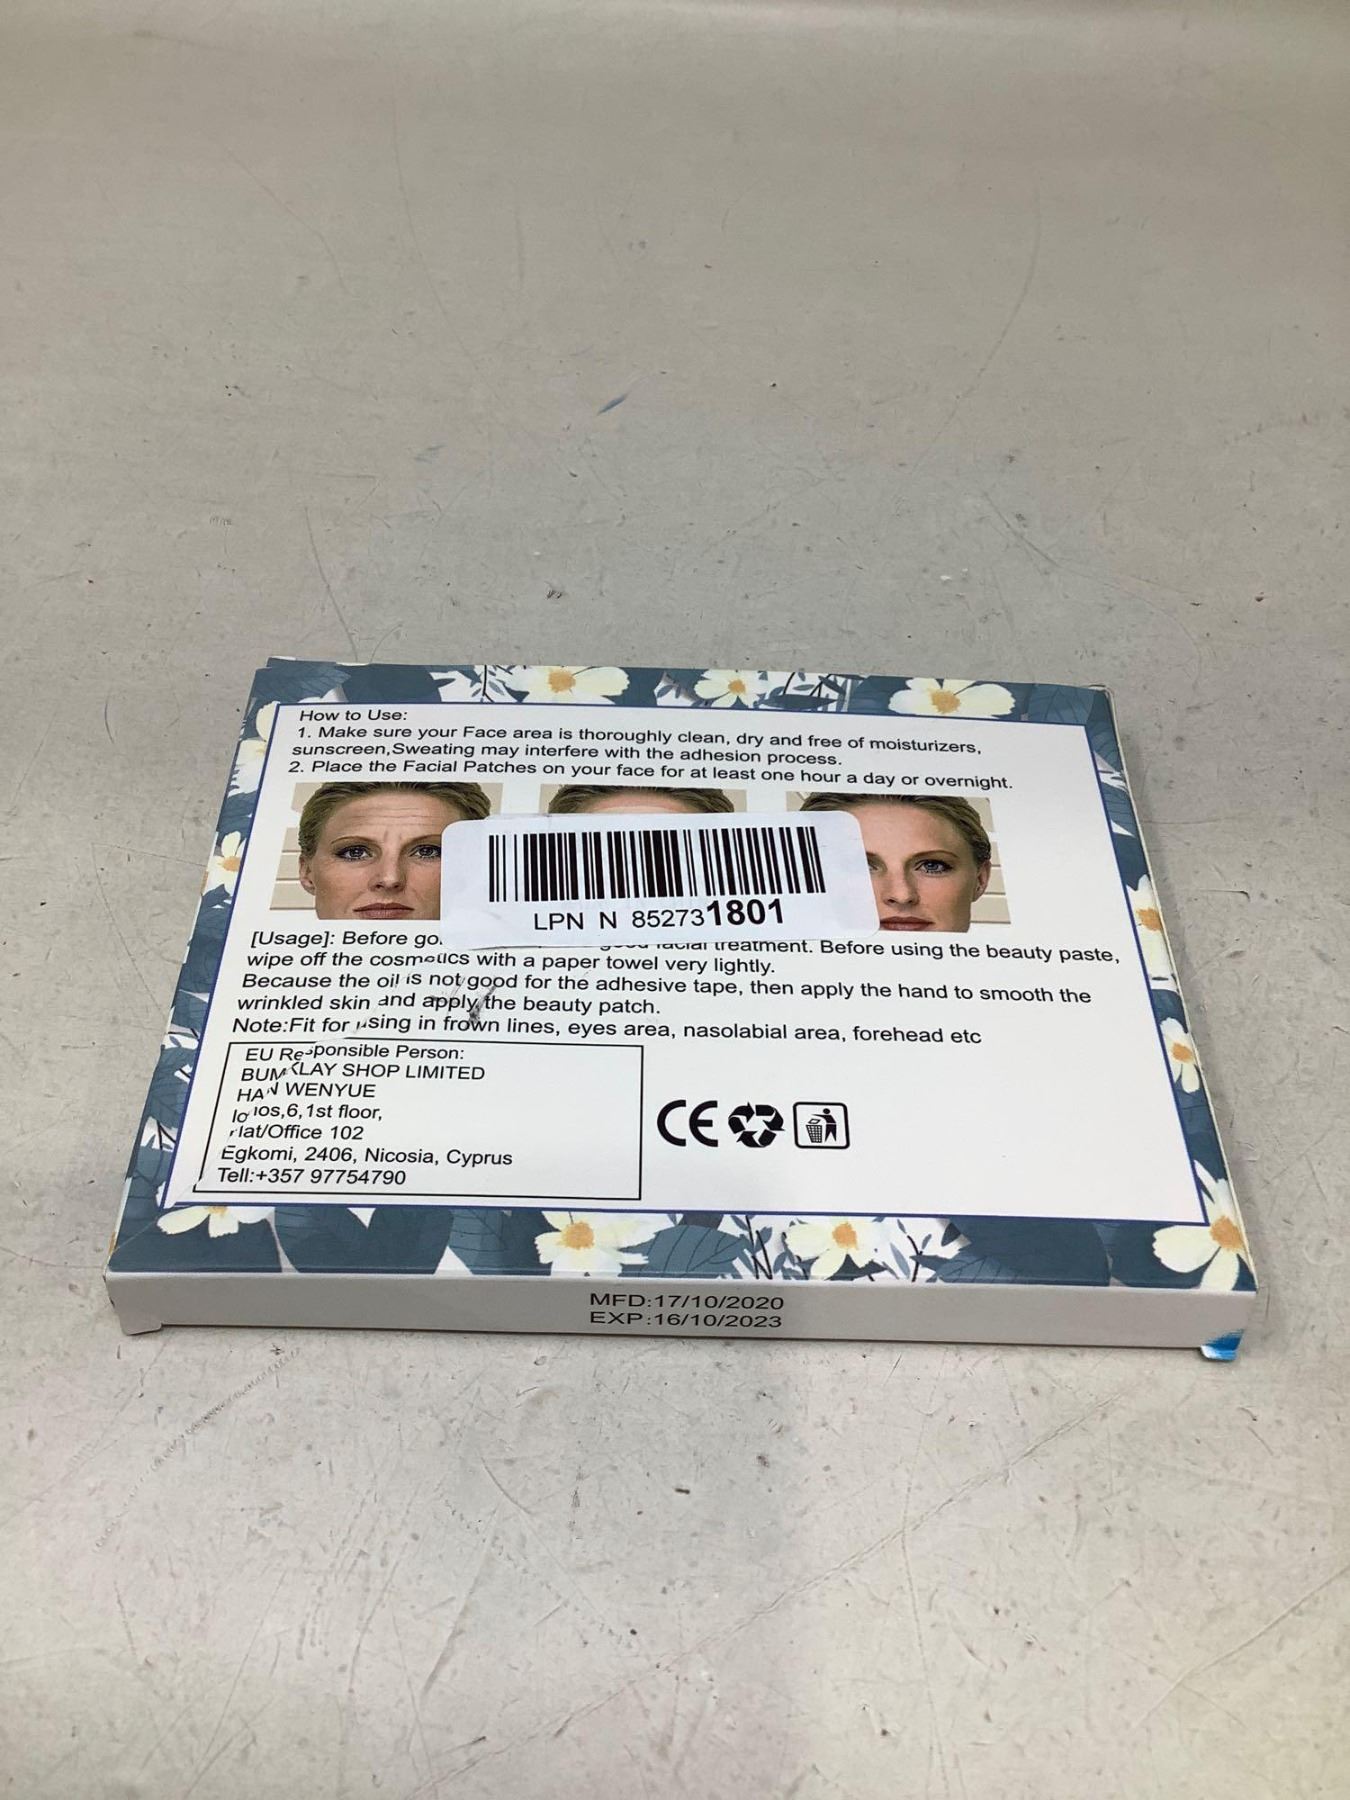 How to Use:
1. Make sure your Face area is thoroughly clean, dry and free of moisturizers,
sunscreen,Sweating may interfere with the adhesion process.
2. Place the Facial Patches on your face for at least one hour a day or overnight.
LPN N 852731801
[Usage]: Before facial treatment. Before using the beauty paste,
wipe off the cosmetics with a paper towel very lightly.
Because the oil is not good for the adhesive tape, then apply the hand to smooth the
wrinkled skin and apply the beauty patch.
Note:Fit for using in frown lines, eyes area, nasolabial area, forehead etc
EU Responsible Person:
SHOP LIMITED
HAN WENYUE
6,1st floor,
Flat/Office 102
Egkomi, 2406, Nicosia, Cyprus
Tell:+357 97754790
CE
MFD:17/10/2020
EXP:16/10/2023